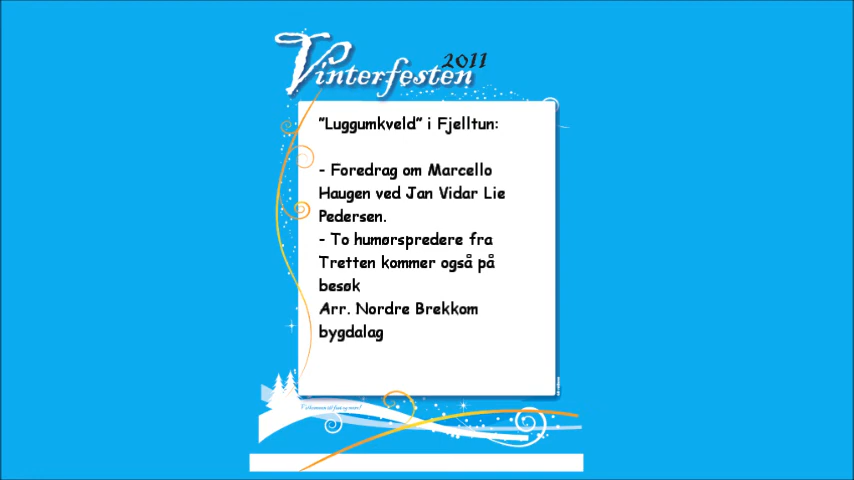 Vinterfesten 2011
”Luggumkveld” i Fjelltun:
- Foredrag om Marcello
Haugen ved Jan Vidar Lie
Pedersen.
- To humørspredere fra
Tretten kommer også på
besøk
Arr. Nordre Brekkom
bygdalag